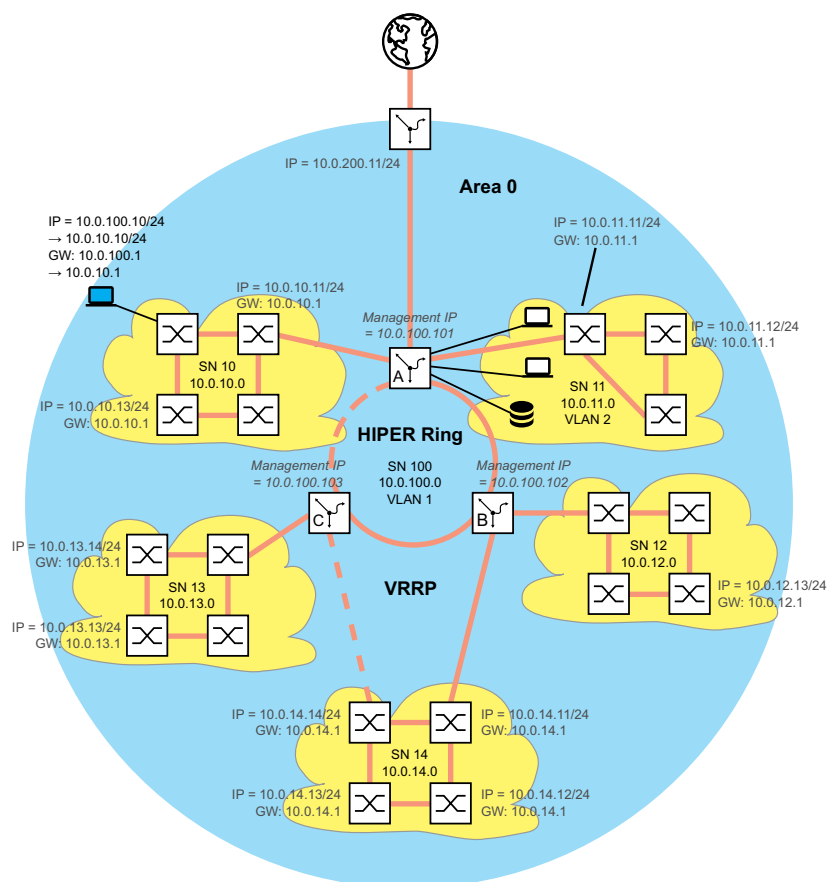 IP = 10.0.200.11/24
Area 0
IP = 10.0.100.10/24
→ 10.0.10.10/24
GW: 10.0.100.1
→ 10.0.10.1
IP = 10.0.11.11/24
GW: 10.0.11.1
IP = 10.0.10.11/24
GW: 10.0.10.1
Management IP
= 10.0.100.101
IP = 10.0.11.12/24
GW: 10.0.11.1
SN 10
10.0.10.0
A
SN 11
10.0.11.0
VLAN 2
IP = 10.0.10.13/24
GW: 10.0.10.1
HIPER Ring
Management IP
= 10.0.100.103
SN 100
10.0.100.0
VLAN 1
Management IP
= 10.0.100.102
C
B
IP = 10.0.13.14/24
GW: 10.0.13.1
SN 12
10.0.12.0
SN 13
10.0.13.0
VRRP
IP = 10.0.12.13/24
GW: 10.0.12.1
IP = 10.0.13.13/24
GW: 10.0.13.1
IP = 10.0.14.14/24
GW: 10.0.14.1
IP = 10.0.14.11/24
GW: 10.0.14.1
SN 14
10.0.14.0
IP = 10.0.14.13/24
GW: 10.0.14.1
IP = 10.0.14.12/24
GW: 10.0.14.1